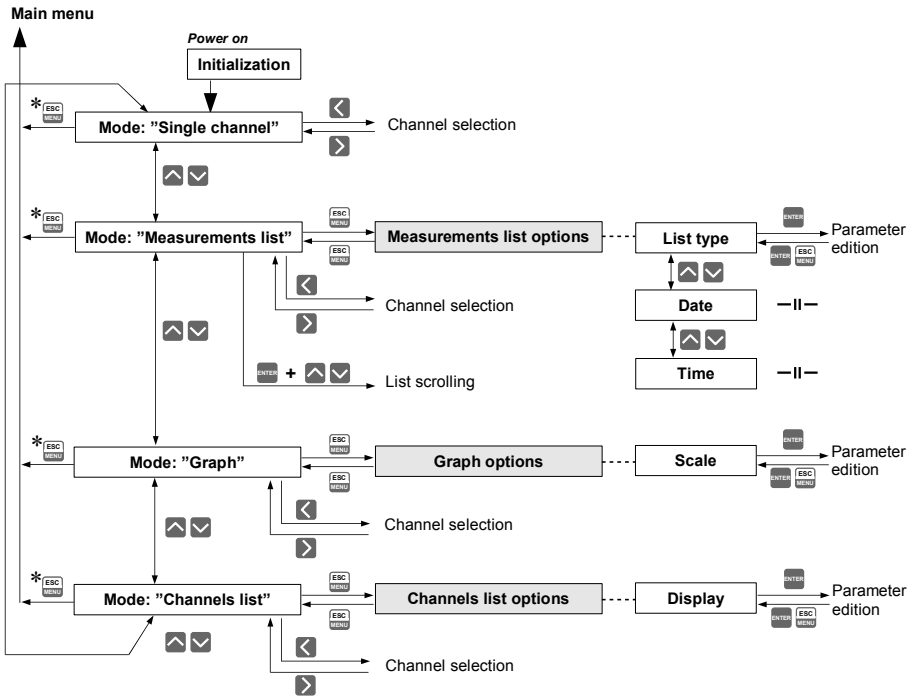 Main menu
Power on
Initialization
* ESC MENU
Mode: ”Single channel”
Channel selection
* ESC MENU
Mode: ”Measurements list”
ESC MENU
ESC MENU
Measurements list options
List type
ENTER
ENTER ESC MENU
Parameter
edition
Channel selection
Date
—II—
ENTER +
List scrolling
Time
—II—
* ESC MENU
Mode: ”Graph”
ESC MENU
ESC MENU
Graph options
Scale
ENTER
ENTER ESC MENU
Parameter
edition
Channel selection
* ESC MENU
Mode: ”Channels list”
ESC MENU
ESC MENU
Channels list options
Display
ENTER
ENTER ESC MENU
Parameter
edition
Channel selection